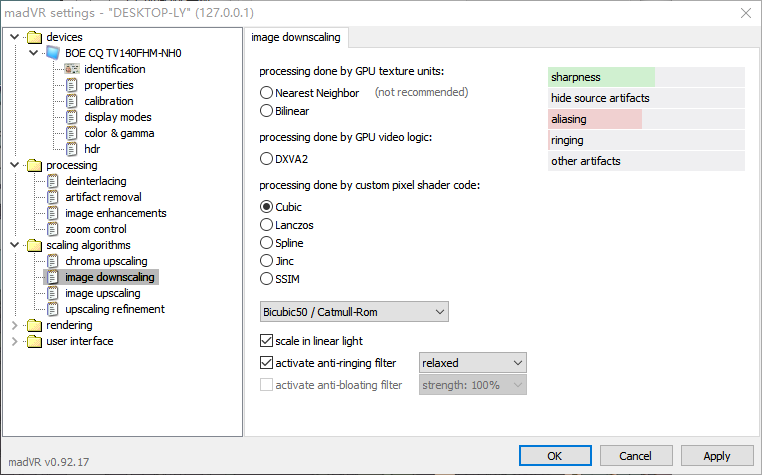 madVR settings - "DESKTOP-LY" (127.0.0.1)
devices
BOE CQ TV140FHM-NH0
identification
properties
calibration
display modes
color & gamma
hdr
processing
deinterlacing
artifact removal
image enhancements
zoom control
scaling algorithms
chroma upscaling
image downscaling
image upscaling
upscaling refinement
rendering
user interface
image downscaling
processing done by GPU texture units:
Nearest Neighbor (not recommended)
Bilinear
processing done by GPU video logic:
DXVA2
processing done by custom pixel shader code:
Cubic
Lanczos
Spline
Jinc
SSIM
Bicubic50 / Catmull-Rom
scale in linear light
activate anti-ringing filter relaxed
activate anti-bloating filter strength: 100%
sharpness
hide source artifacts
aliasing
ringing
other artifacts
madVR v0.92.17
OK Cancel Apply